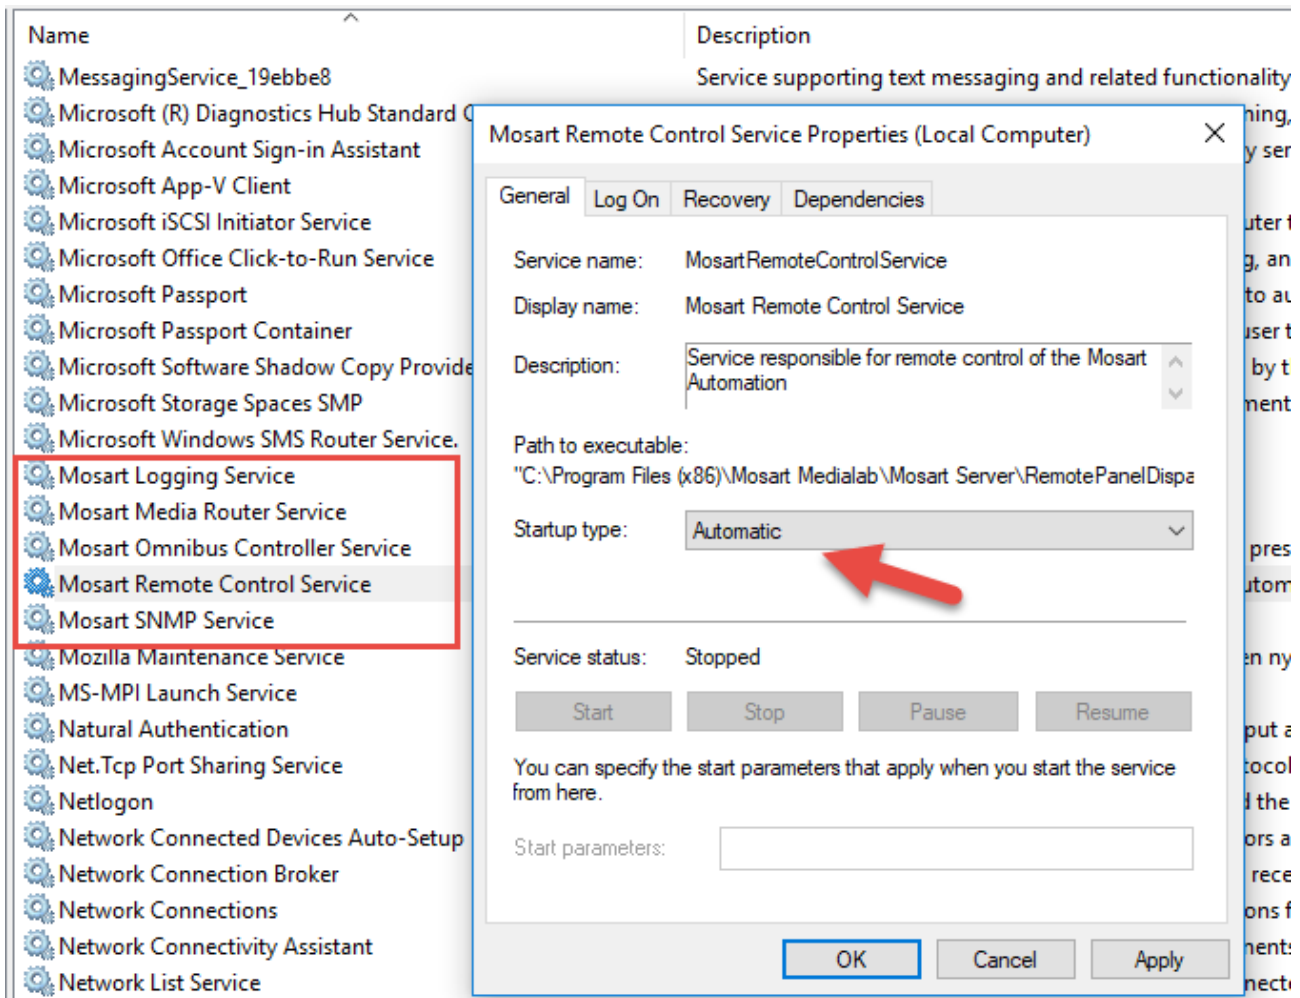 Name
Description
MessagingService_19ebbe8
Service supporting text messaging and related functionality
Microsoft (R) Diagnostics Hub Standard
Microsoft Account Sign-in Assistant
Microsoft App-V Client
Microsoft iSCSI Initiator Service
Microsoft Office Click-to-Run Service
Microsoft Passport
Microsoft Passport Container
Microsoft Software Shadow Copy Provide
Microsoft Storage Spaces SMP
Microsoft Windows SMS Router Service.
Mosart Logging Service
Mosart Media Router Service
Mosart Omnibus Controller Service
Mosart Remote Control Service
Mosart SNMP Service
Mozilla Maintenance Service
MS-MPI Launch Service
Natural Authentication
Net.Tcp Port Sharing Service
Netlogon
Network Connected Devices Auto-Setup
Network Connection Broker
Network Connections
Network Connectivity Assistant
Network List Service
Mosart Remote Control Service Properties (Local Computer)
General Log On Recovery Dependencies
Service name: MosartRemoteControlService
Display name: Mosart Remote Control Service
Description: Service responsible for remote control of the Mosart
Automation
Path to executable:
"C:\Program Files (x86)\Mosart Medialab\Mosart Server\RemotePanelDispa
Startup type: Automatic
Service status: Stopped
Start Stop Pause Resume
You can specify the start parameters that apply when you start the service
from here.
Start parameters:
OK Cancel Apply